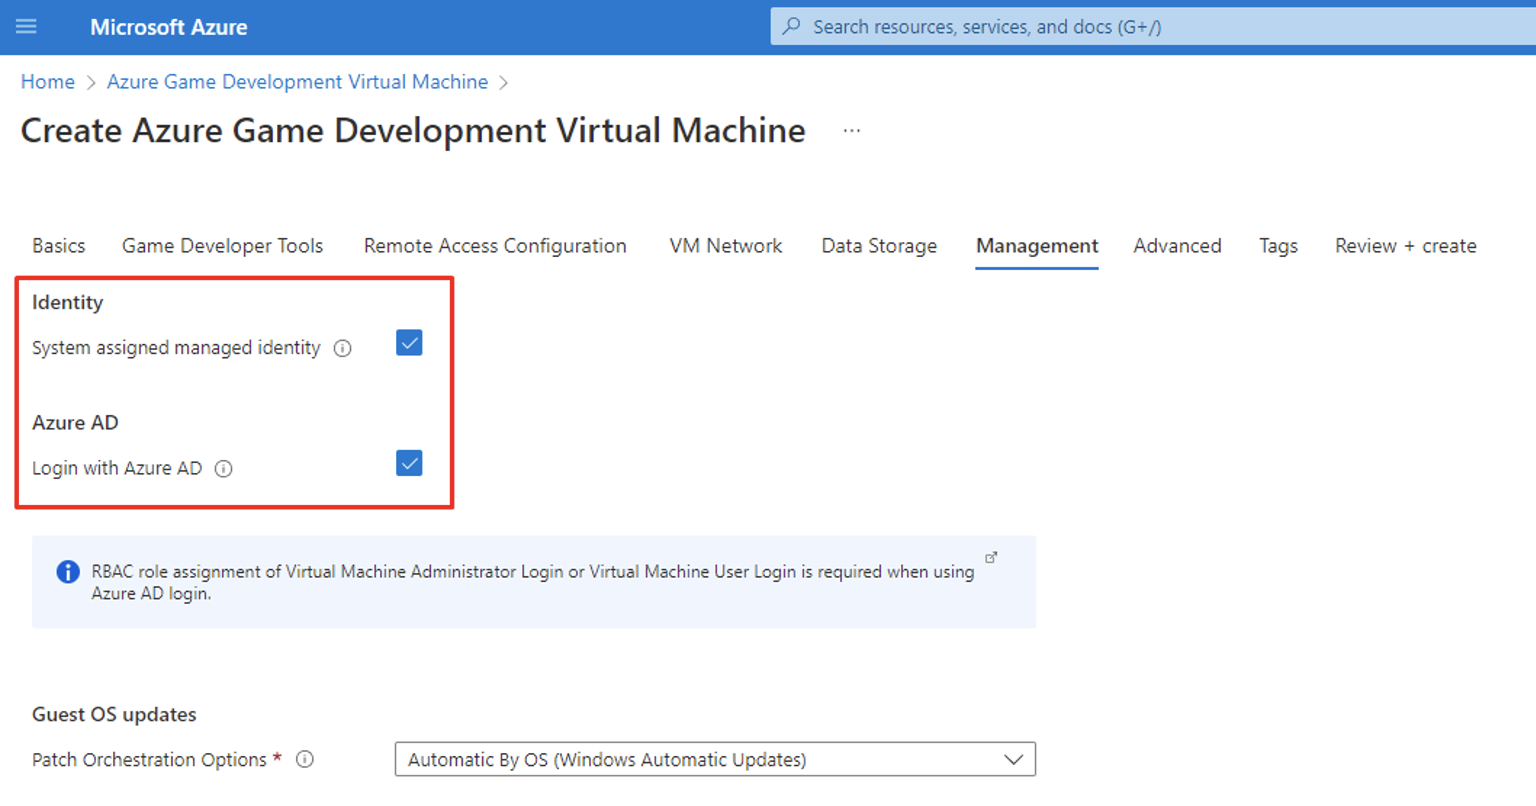 Microsoft Azure
Search resources, services, and docs (G+/)
Home > Azure Game Development Virtual Machine >
Create Azure Game Development Virtual Machine ...
Basics Game Developer Tools Remote Access Configuration VM Network Data Storage Management Advanced Tags Review + create
Identity
System assigned managed identity
Azure AD
Login with Azure AD
RBAC role assignment of Virtual Machine Administrator Login or Virtual Machine User Login is required when using
Azure AD login.
Guest OS updates
Patch Orchestration Options *
Automatic By OS (Windows Automatic Updates)